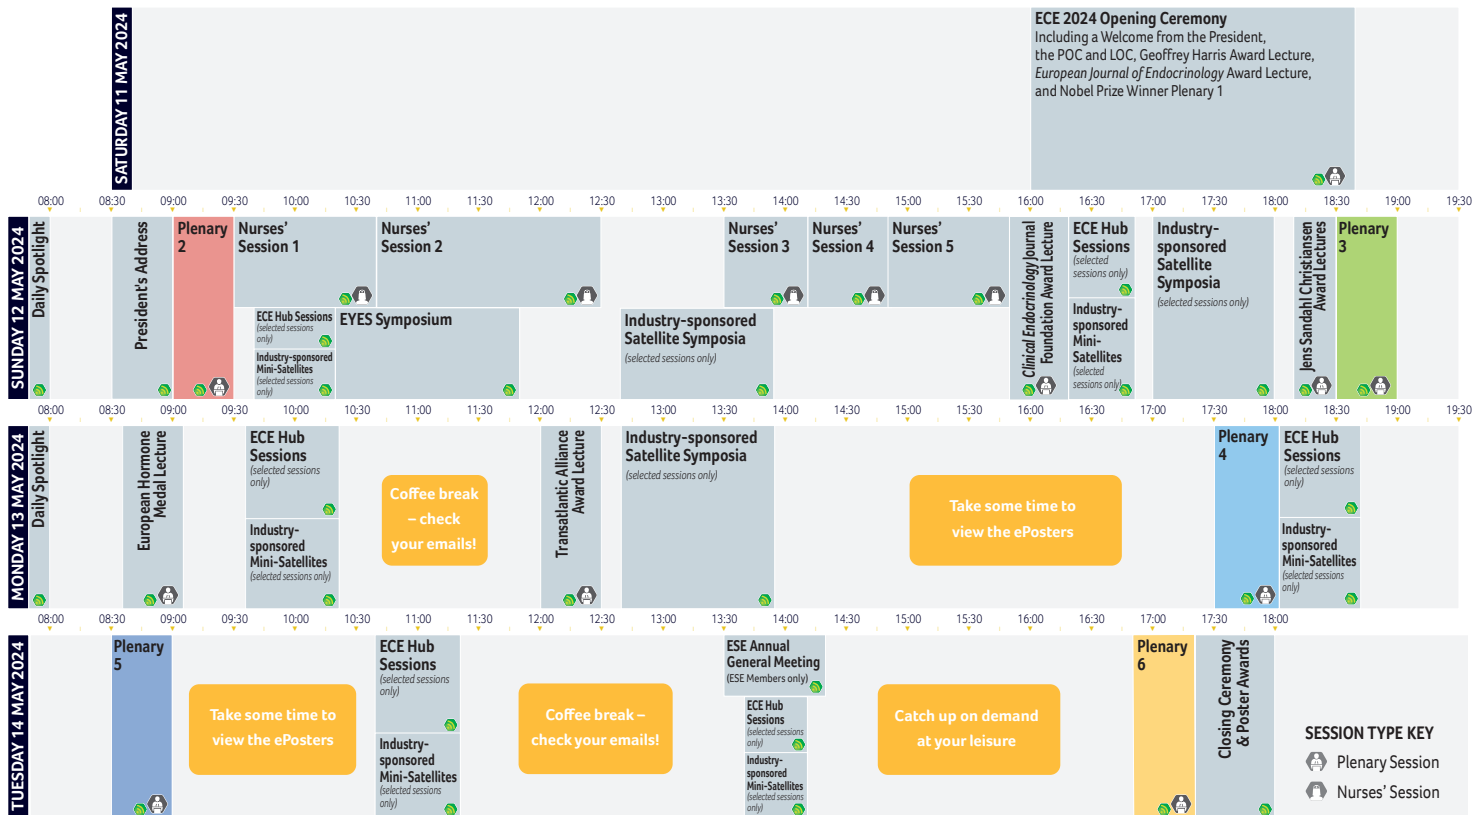 SATURDAY 11 MAY 2024
ECE 2024 Opening Ceremony
Including a Welcome from the President,
the POC and LOC, Geoffrey Harris Award Lecture,
European Journal of Endocrinology Award Lecture,
and Nobel Prize Winner Plenary 1
08:00 08:30 09:00 09:30 10:00 10:30 11:00 11:30 12:00 12:30 13:00 13:30 14:00 14:30 15:00 15:30 16:00 16:30 17:00 17:30 18:00 18:30 19:00 19:30
SUNDAY 12 MAY 2024
Daily Spotlight
President's Address
Plenary
2
Nurses'
Session 1
ECE Hub Sessions
(selected sessions
only)
Industry-sponsored
Mini-Satellites
(selected sessions
only)
Nurses'
Session 2
EYES Symposium
Industry-sponsored
Satellite Symposia
(selected sessions only)
Nurses'
Session 3
Nurses'
Session 4
Nurses'
Session 5
Clinical Endocrinology Journal
Foundation Award Lecture
ECE Hub
Sessions
(selected
sessions only)
Industry-
sponsored
Mini-
Satellites
(selected
sessions only)
Industry-
sponsored
Satellite
Symposia
(selected sessions only)
Jens Sandahl Christiansen
Award Lectures
Plenary
3
08:00 08:30 09:00 09:30 10:00 10:30 11:00 11:30 12:00 12:30 13:00 13:30 14:00 14:30 15:00 15:30 16:00 16:30 17:00 17:30 18:00 18:30 19:00 19:30
MONDAY 13 MAY 2024
Daily Spotlight
European Hormone
Medal Lecture
ECE Hub
Sessions
(selected sessions
only)
Industry-
sponsored
Mini-Satellites
(selected sessions only)
Coffee break
– check
your emails!
Transatlantic Alliance
Award Lecture
Industry-sponsored
Satellite Symposia
(selected sessions only)
Take some time to
view the ePosters
Plenary
4
ECE Hub
Sessions
(selected sessions
only)
Industry-
sponsored
Mini-Satellites
(selected sessions
only)
08:00 08:30 09:00 09:30 10:00 10:30 11:00 11:30 12:00 12:30 13:00 13:30 14:00 14:30 15:00 15:30 16:00 16:30 17:00 17:30 18:00
TUESDAY 14 MAY 2024
Plenary
5
Take some time to
view the ePosters
ECE Hub
Sessions
(selected sessions
only)
Industry-
sponsored
Mini-Satellites
(selected sessions
only)
Coffee break –
check your emails!
ESE Annual
General Meeting
(ESE Members only)
ECE Hub
Sessions
(selected sessions
only)
Industry-
sponsored
Mini-Satellites
(selected sessions
only)
Catch up on demand
at your leisure
Plenary
6
Closing Ceremony
& Poster Awards
SESSION TYPE KEY
Plenary Session
Nurses' Session